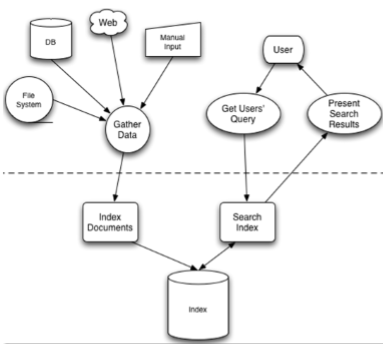 Web
DB
Manual
Input
User
File
System
Gather
Data
Get Users'
Query
Present
Search
Results
Index
Documents
Search
Index
Index